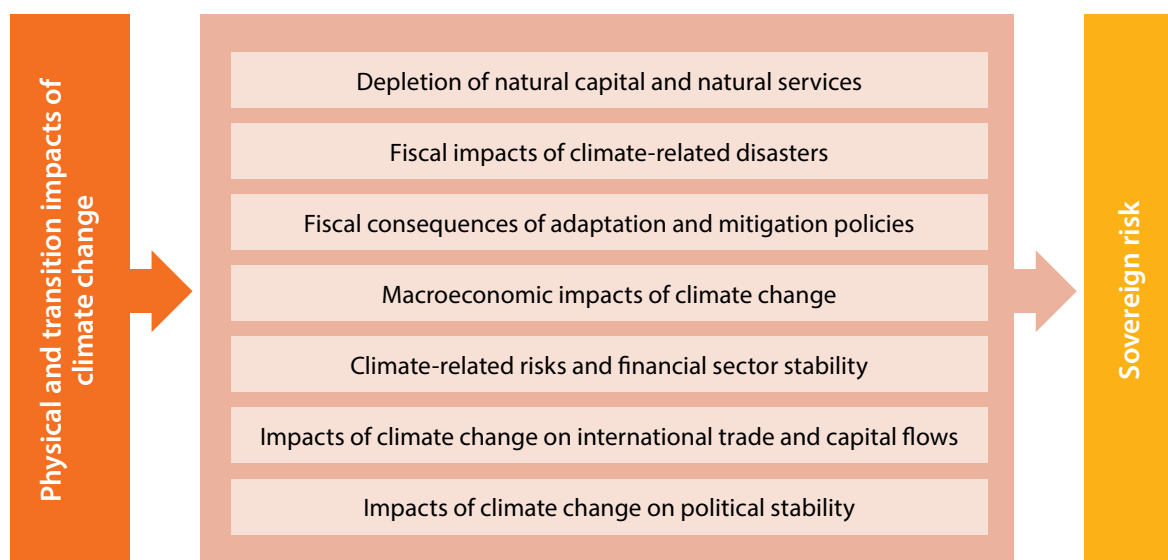 Physical and transition impacts of
climate change
Depletion of natural capital and natural services
Fiscal impacts of climate-related disasters
Fiscal consequences of adaptation and mitigation policies
Macroeconomic impacts of climate change
Climate-related risks and financial sector stability
Impacts of climate change on international trade and capital flows
Impacts of climate change on political stability
Sovereign risk